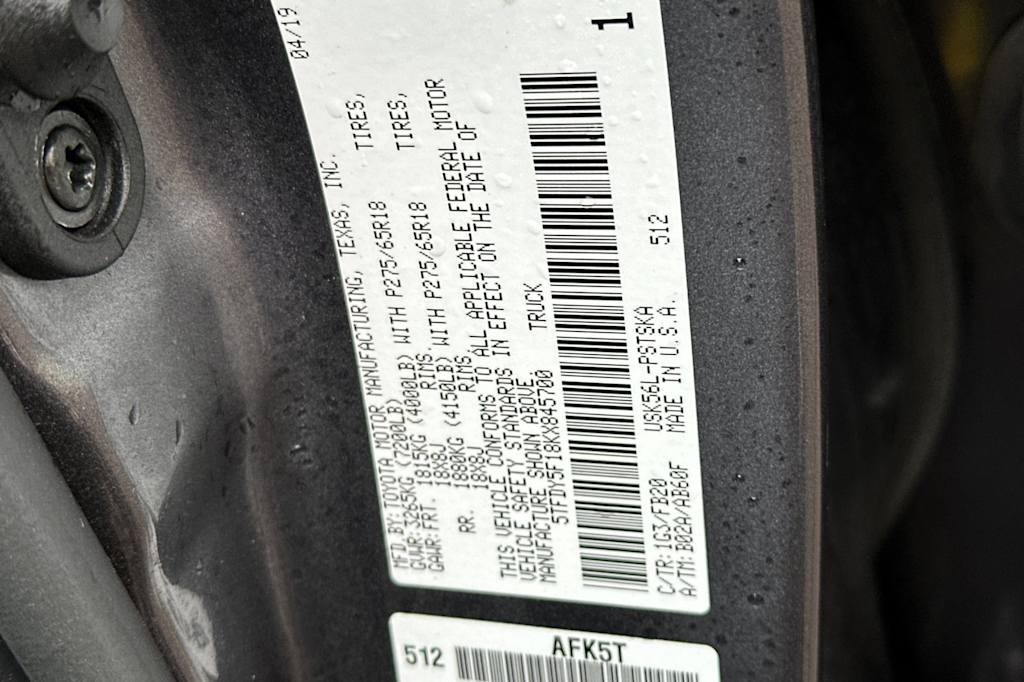 MFD.BY:TOYOTA MOTOR MANUFACTURING, TEXAS, INC. 04/19
GVWR:3265KG (7200LB)
GAWR:FRT. 1815KG (4000LB) WITH P275/65R18 TIRES,
18X8J RIMS,
RR. 1880KG (4150LB) WITH P275/65R18 TIRES,
18X8J RIMS
THIS VEHICLE CONFORMS TO ALL APPLICABLE FEDERAL MOTOR
VEHICLE SAFETY STANDARDS IN EFFECT ON THE DATE OF
MANUFACTURE SHOWN ABOVE.
5TFDY5F18KX845700 TRUCK
1
C/TR:1G3/FB20 USK56L-PSTSKA 512
A/TM:B02A/AB60F MADE IN U.S.A.
512 AFK5T